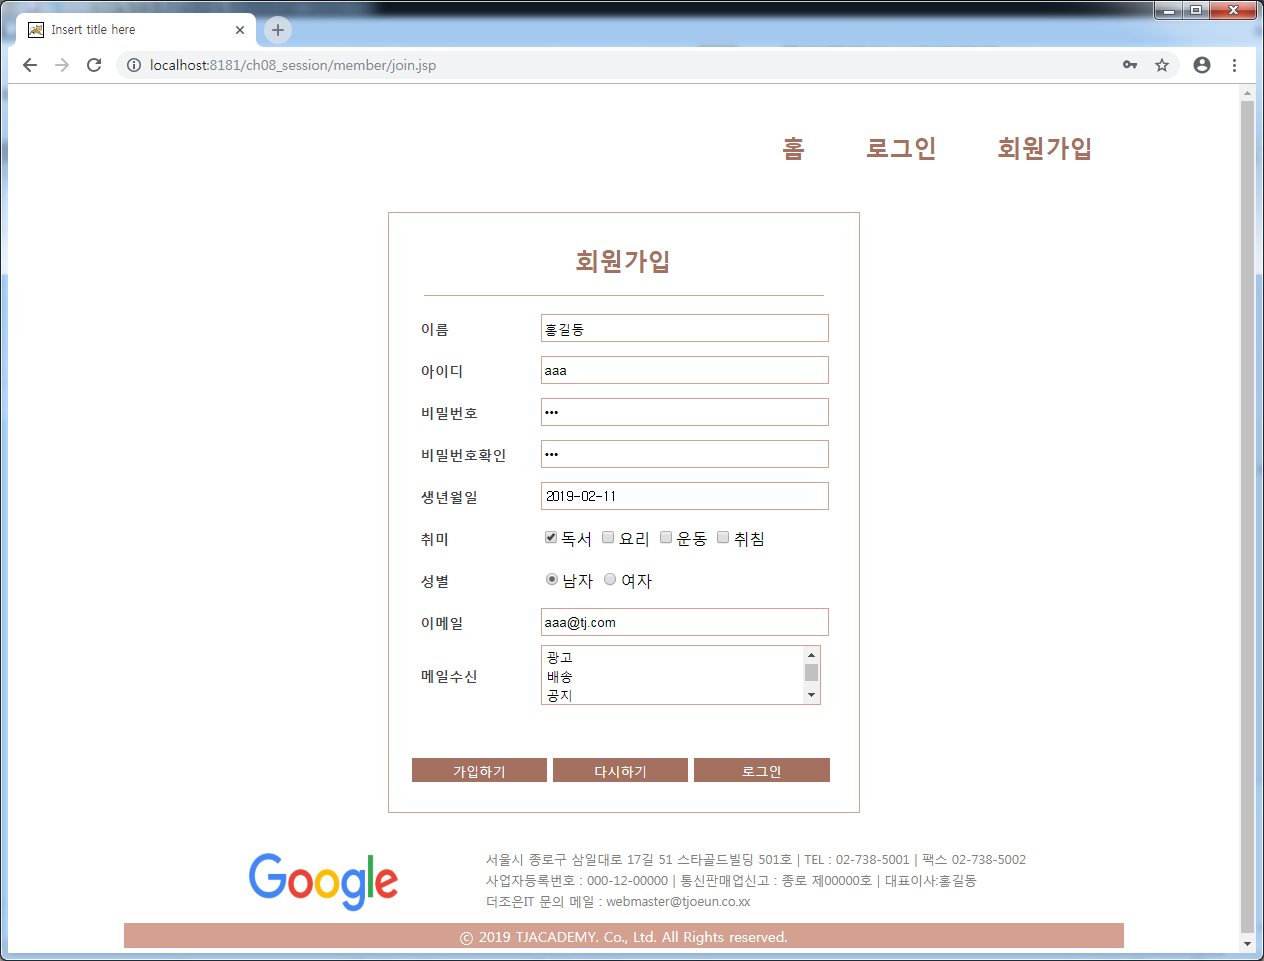 Insert title here
localhost:8181/ch08_session/member/join.jsp
홈 로그인 회원가입
회원가입
이름 홍길동
아이디 aaa
비밀번호 •••
비밀번호확인 •••
생년월일 2019-02-11
취미 독서 요리 운동 취침
성별 남자 여자
이메일 aaa@tj.com
메일수신 광고
배송
공지
가입하기 다시하기 로그인
Google
서울시 종로구 삼일대로 17길 51 스타골드빌딩 501호 | TEL : 02-738-5001 | 팩스 02-738-5002
사업자등록번호 : 000-12-00000 | 통신판매업신고 : 종로 제00000호 | 대표이사:홍길동
더조은IT 문의 메일 : webmaster@tjoeun.co.xx
ⓒ 2019 TJACADEMY. Co., Ltd. All Rights reserved.